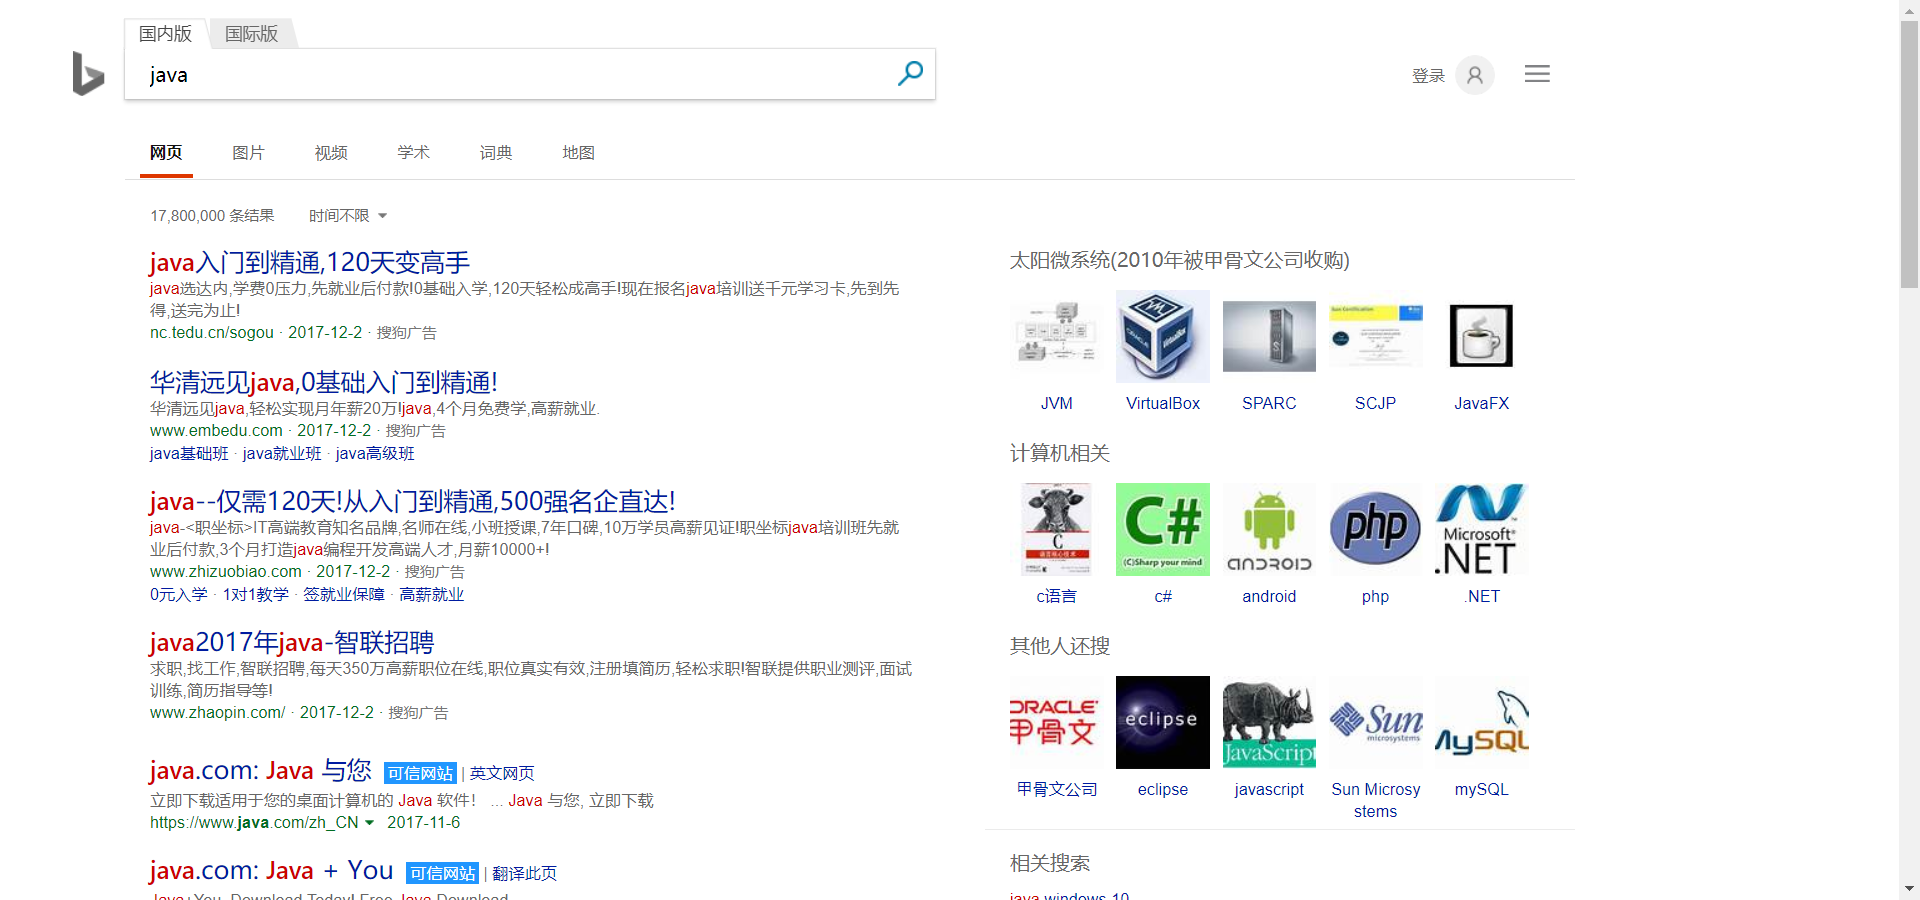 国内版 国际版
java
登录
网页 图片 视频 学术 词典 地图
17,800,000 条结果 时间不限
java入门到精通,120天变高手
java选达内,学费0压力,先就业后付款!0基础入学,120天轻松成高手!现在报名java培训送千元学习卡,先到先
得,送完为止!
nc.tedu.cn/sogou · 2017-12-2 · 搜狗广告
华清远见java,0基础入门到精通!
华清远见java,轻松实现月年薪20万!java,4个月免费学,高薪就业.
www.embedu.com · 2017-12-2 · 搜狗广告
java基础班 · java就业班 · java高级班
java--仅需120天!从入门到精通,500强名企直达!
java-<职坐标>IT高端教育知名品牌,名师在线,小班授课,7年口碑,10万学员高薪见证!职坐标java培训班先就
业后付款,3个月打造java编程开发高端人才,月薪10000+!
www.zhizuobiao.com · 2017-12-2 · 搜狗广告
0元入学 · 1对1教学 · 签就业保障 · 高薪就业
java2017年java-智联招聘
求职,找工作,智联招聘,每天350万高薪职位在线,职位真实有效,注册填简历,轻松求职!智联提供职业测评,面试
训练,简历指导等!
www.zhaopin.com/ · 2017-12-2 · 搜狗广告
java.com: Java 与您 可信网站 | 英文网页
立即下载适用于您的桌面计算机的 Java 软件! ... Java 与您, 立即下载
https://www.java.com/zh_CN 2017-11-6
java.com: Java + You 可信网站 | 翻译此页
Java+You, Download Today! Free Java Download
太阳微系统(2010年被甲骨文公司收购)
ORACLE VirtualBox
Sun Certification
JVM VirtualBox SPARC SCJP JavaFX
计算机相关
C
语言核心技术
C#
(C)Sharp your mind
ANDROID
php
Microsoft
.NET
c语言 c# android php .NET
其他人还搜
ORACLE
甲骨文
eclipse
JavaScript
Sun
microsystems
MySQL
甲骨文公司 eclipse javascript Sun Microsy mySQL
stems
相关搜索
java windows 10